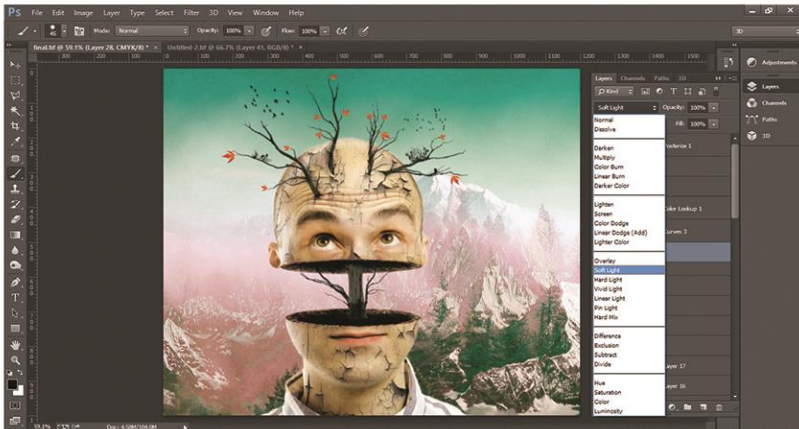 Ps File Edit Image Layer Type Select Filter 3D View Window Help
45 Mode: Normal Opacity: 100% Flow: 100% 3D
final.tif @ 59.1% (Layer 28, CMYK/8) * × Untitled-2.tif @ 66.7% (Layer 41, RGB/8) * ×
Layers Channels Paths 3D
Kind
Soft Light Opacity: 100%
Fill: 100%
Normal
Dissolve
Darken
Multiply
Color Burn
Linear Burn
Darker Color
Lighten
Screen
Color Dodge
Linear Dodge (Add)
Lighter Color
Overlay
Soft Light
Hard Light
Vivid Light
Linear Light
Pin Light
Hard Mix
Difference
Exclusion
Subtract
Divide
Hue
Saturation
Color
Luminosity
Posterize 1
Color Lookup 1
Curves 3
Layer 17
Layer 16
Adjustments
Layers
Channels
Paths
3D
59.1%